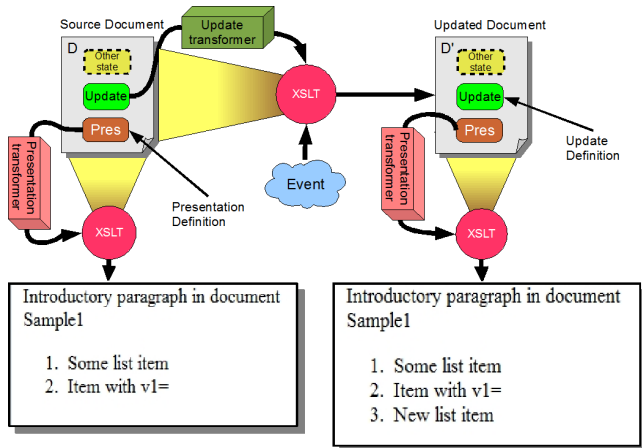 Source Document
Update
transformer
Updated Document
D
Other
state
Update
Pres
XSLT
D'
Other
state
Update
Pres
Presentation
transformer
Event
Presentation
Definition
Presentation
transformer
Update
Definition
XSLT
XSLT
Introductory paragraph in document
Sample1
1. Some list item
2. Item with v1=
Introductory paragraph in document
Sample1
1. Some list item
2. Item with v1=
3. New list item